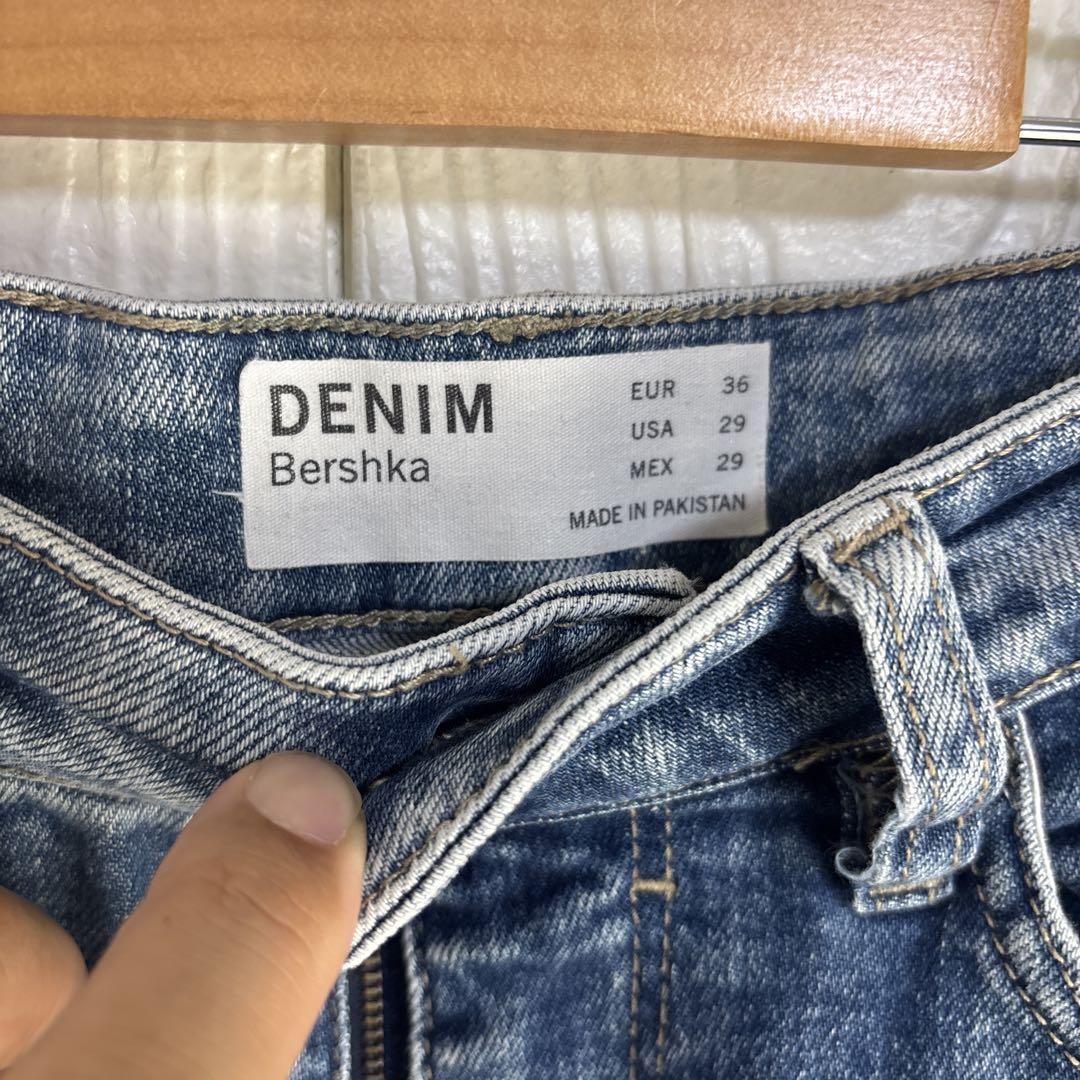 DENIM
Bershka
EUR 36
USA 29
MEX 29
MADE IN PAKISTAN